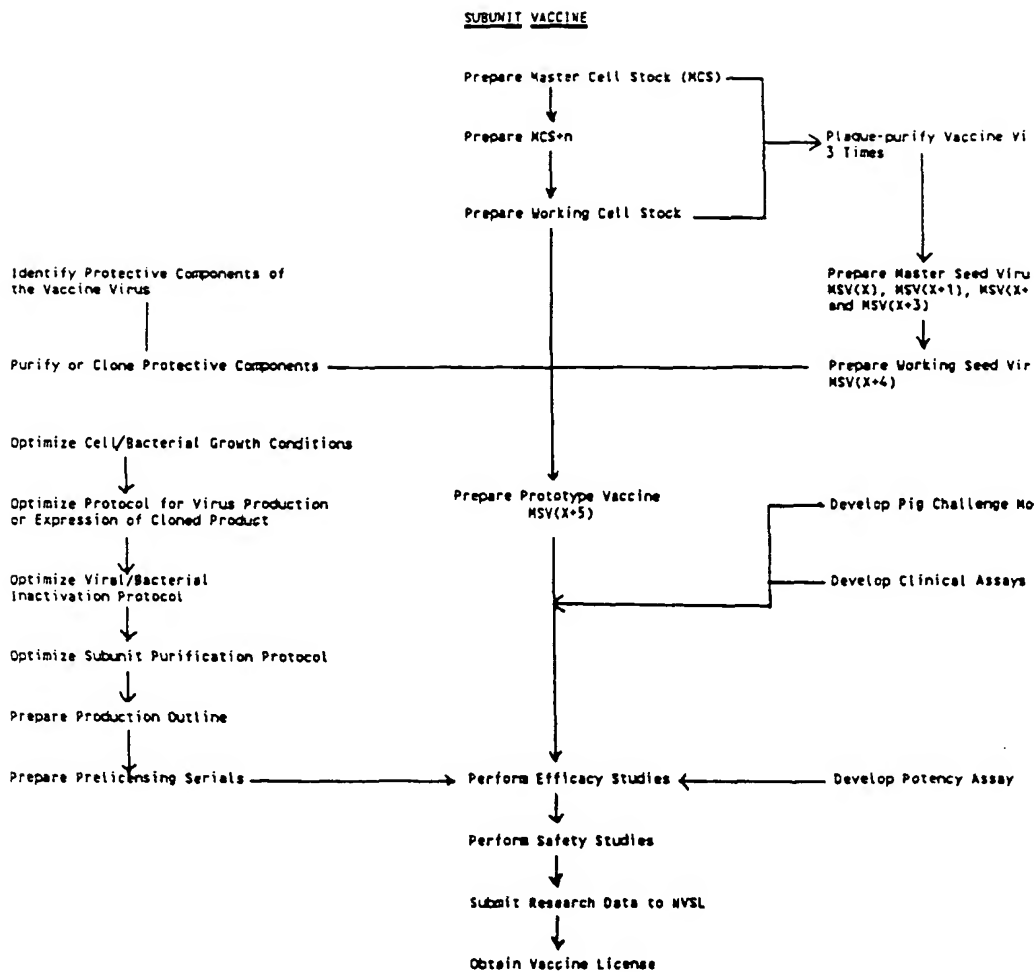 SUBUNIT VACCINE
Prepare Master Cell Stock (MCS)
Prepare MCS+n
Plaque-purify Vaccine Vi
3 Times
Prepare Working Cell Stock
Identify Protective Components of
the Vaccine Virus
Prepare Master Seed Viru
MSV(X), MSV(X+1), MSV(X+
and MSV(X+3)
Purify or Clone Protective Components
Prepare Working Seed Vir
MSV(X+4)
Optimize Cell/Bacterial Growth Conditions
Prepare Prototype Vaccine
MSV(X+5)
Optimize Protocol for Virus Production
or Expression of Cloned Product
Develop Pig Challenge Mo
Optimize Viral/Bacterial
Inactivation Protocol
Develop Clinical Assays
Optimize Subunit Purification Protocol
Prepare Production Outline
Prepare Prelicensing Serials
Perform Efficacy Studies
Develop Potency Assay
Perform Safety Studies
Submit Research Data to NVSL
Obtain Vaccine License